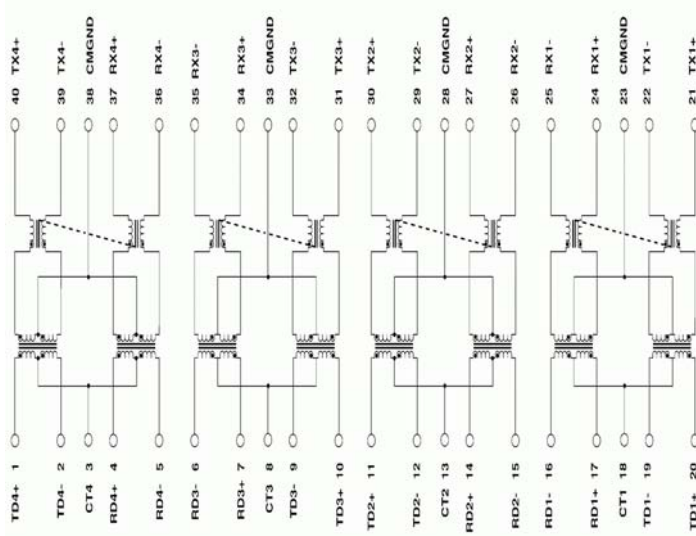 40 TX4+
39 TX4-
38 CMGND
37 RX4+
36 RX4-
35 RX3-
34 RX3+
33 CMGND
32 TX3-
31 TX3+
30 TX2+
29 TX2-
28 CMGND
27 RX2+
26 RX2-
25 RX1-
24 RX1+
23 CMGND
22 TX1-
21 TX1+
TD4+ 1
TD4- 2
CT4 3
RD4+ 4
RD4- 5
RD3- 6
RD3+ 7
CT3 8
TD3- 9
TD3+ 10
TD2+ 11
TD2- 12
CT2 13
RD2+ 14
RD2- 15
RD1- 16
RD1+ 17
CT1 18
TD1- 19
TD1+ 20